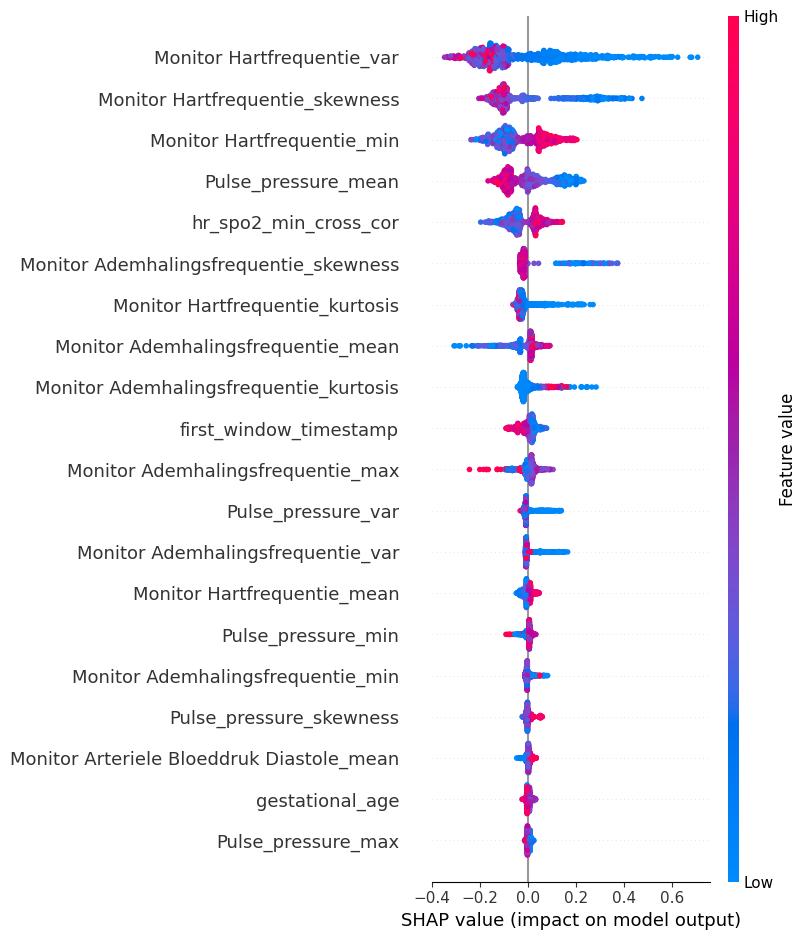 High
Monitor Hartfrequentie_var
Monitor Hartfrequentie_skewness
Monitor Hartfrequentie_min
Pulse_pressure_mean
hr_spo2_min_cross_cor
Monitor Ademhalingsfrequentie_skewness
Monitor Hartfrequentie_kurtosis
Monitor Ademhalingsfrequentie_mean
Monitor Ademhalingsfrequentie_kurtosis
first_window_timestamp
Monitor Ademhalingsfrequentie_max
Pulse_pressure_var
Monitor Ademhalingsfrequentie_var
Monitor Hartfrequentie_mean
Pulse_pressure_min
Monitor Ademhalingsfrequentie_min
Pulse_pressure_skewness
Monitor Arteriele Bloeddruk Diastole_mean
gestational_age
Pulse_pressure_max
Feature value
Low
−0.4 −0.2 0.0 0.2 0.4 0.6
SHAP value (impact on model output)